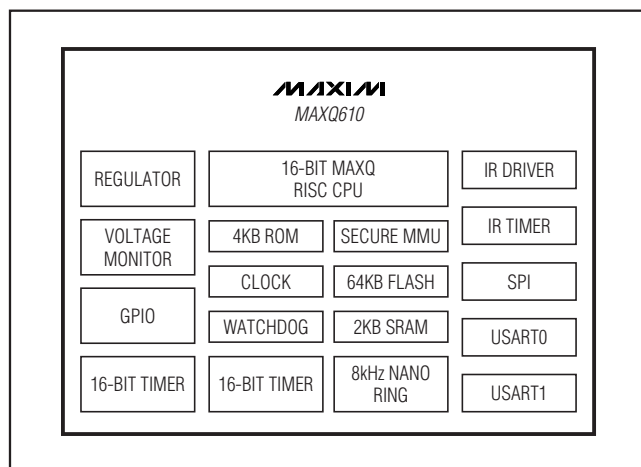 MAXIM
MAXQ610
REGULATOR
16-BIT MAXQ
RISC CPU
IR DRIVER
VOLTAGE
MONITOR
4KB ROM
SECURE MMU
IR TIMER
CLOCK
64KB FLASH
SPI
GPIO
WATCHDOG
2KB SRAM
USART0
16-BIT TIMER
16-BIT TIMER
8kHz NANO
RING
USART1